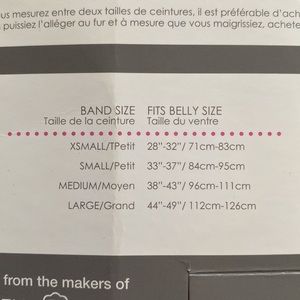 us mesurez entre deux tailles de ceintures, il est préférable d'ach
puissiez l'alléger au fur et à mesure que vous maigrissiez, achete
BAND SIZE FITS BELLY SIZE
Taille de la ceinture Taille du ventre
XSMALL/TPetit 28"-32"/ 71cm-83cm
SMALL/Petit 33"-37"/ 84cm-95cm
MEDIUM/Moyen 38"-43"/ 96cm-111cm
LARGE/Grand 44"-49"/ 112cm-126cm
from the makers of